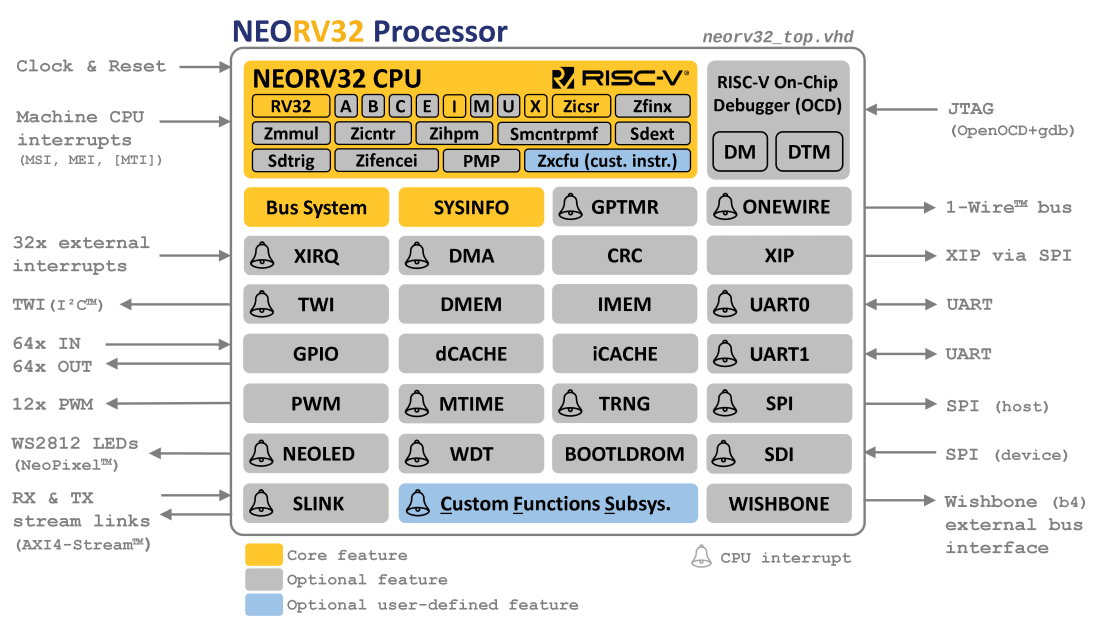 NEORV32 Processor
neorv32_top.vhd
Clock & Reset
Machine CPU
interrupts
(MSI, MEI, [MTI])
32x external
interrupts
TWI(I²C™)
64x IN
64x OUT
12x PWM
WS2812 LEDs
(NeoPixel™)
RX & TX
stream links
(AXI4-Stream™)
NEORV32 CPU
RISC-V®
RV32 A B C E I M U X Zicsr Zfinx
Zmmul Zicntr Zihpm Smcntrpmf Sdext
Sdtrig Zifencei PMP Zxcfu (cust. instr.)
RISC-V On-Chip
Debugger (OCD)
DM DTM
Bus System SYSINFO GPTMR ONEWIRE
XIRQ DMA CRC XIP
TWI DMEM IMEM UART0
GPIO dCACHE iCACHE UART1
PWM MTIME TRNG SPI
NEOLED WDT BOOTLDROM SDI
SLINK Custom Functions Subsys. WISHBONE
JTAG
(OpenOCD+gdb)
1-Wire™ bus
XIP via SPI
UART
UART
SPI (host)
SPI (device)
Wishbone (b4)
external bus
interface
Core feature
Optional feature
Optional user-defined feature
CPU interrupt